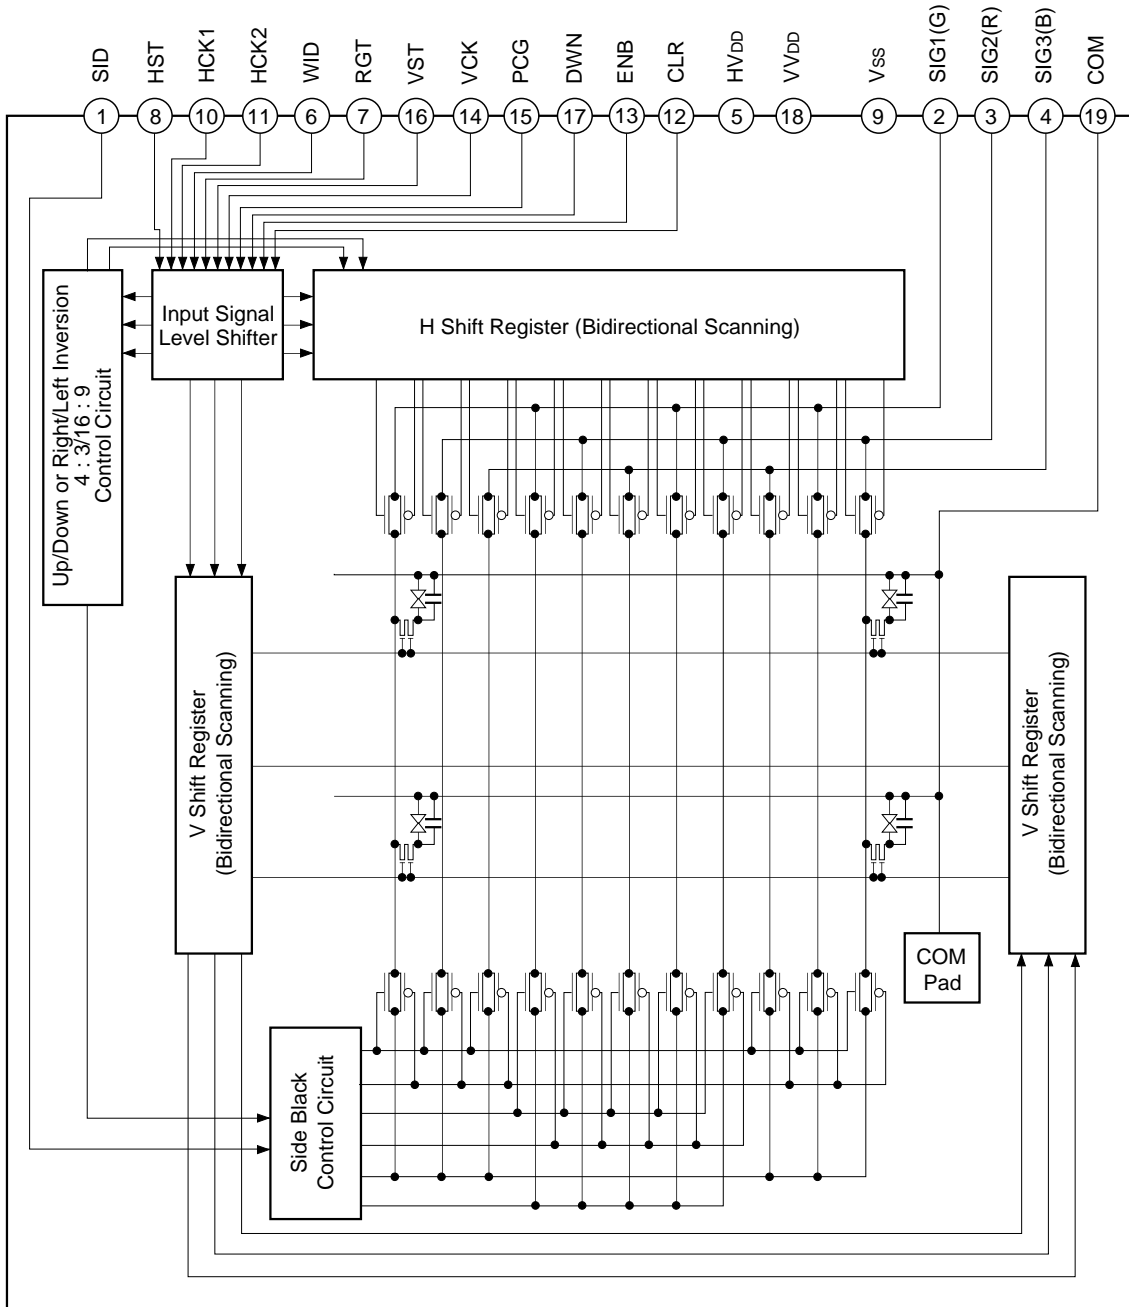 SID
HST
HCK1
HCK2
WID
RGT
VST
VCK
PCG
DWN
ENB
CLR
HVDD
VVDD
VSS
SIG1(G)
SIG2(R)
SIG3(B)
COM
1
8
10
11
6
7
16
14
15
17
13
12
5
18
9
2
3
4
19
Up/Down or Right/Left Inversion
4 : 3/16 : 9
Control Circuit
Input Signal
Level Shifter
H Shift Register (Bidirectional Scanning)
V Shift Register
(Bidirectional Scanning)
V Shift Register
(Bidirectional Scanning)
COM
Pad
Side Black
Control Circuit